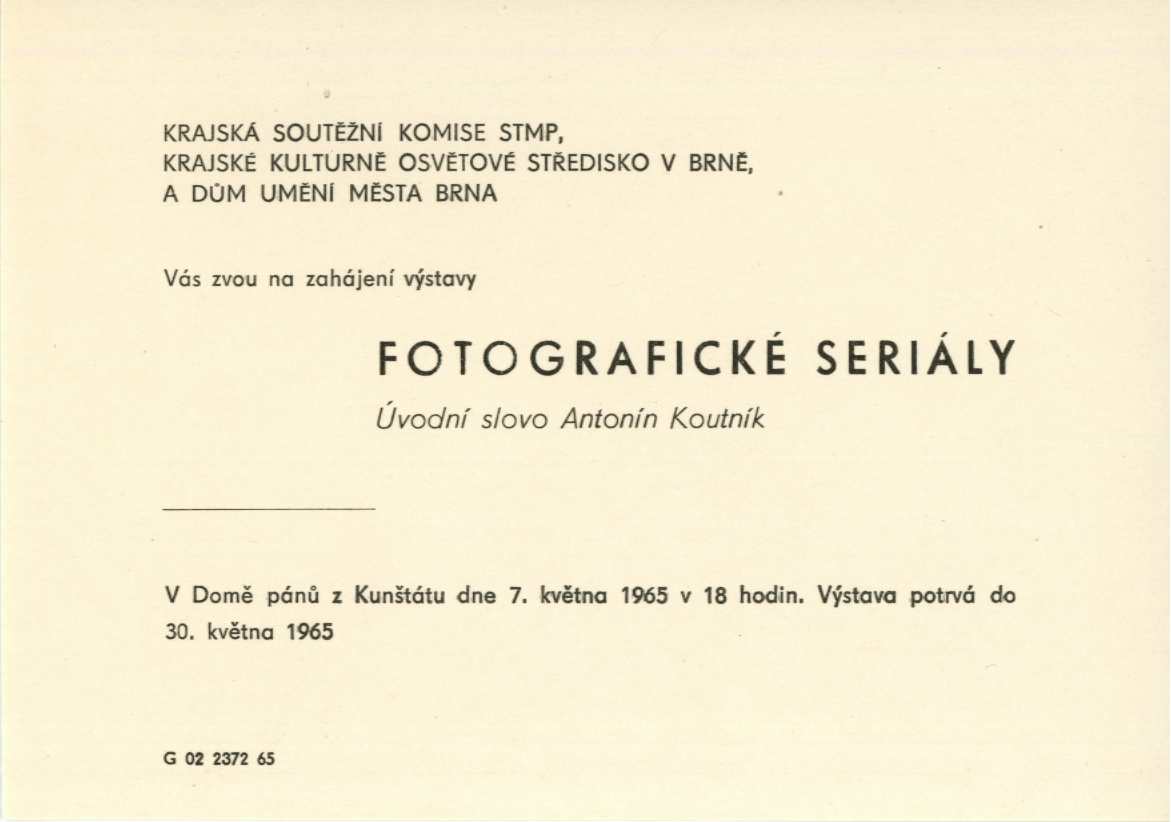 KRAJSKÁ SOUTĚŽNÍ KOMISE STMP,
KRAJSKÉ KULTURNĚ OSVĚTOVÉ STŘEDISKO V BRNĚ,
A DŮM UMĚNÍ MĚSTA BRNA
Vás zvou na zahájení výstavy
FOTOGRAFICKÉ SERIÁLY
Úvodní slovo Antonín Koutník
V Domě pánů z Kunštátu dne 7. května 1965 v 18 hodin. Výstava potrvá do
30. května 1965
G 02 2372 65